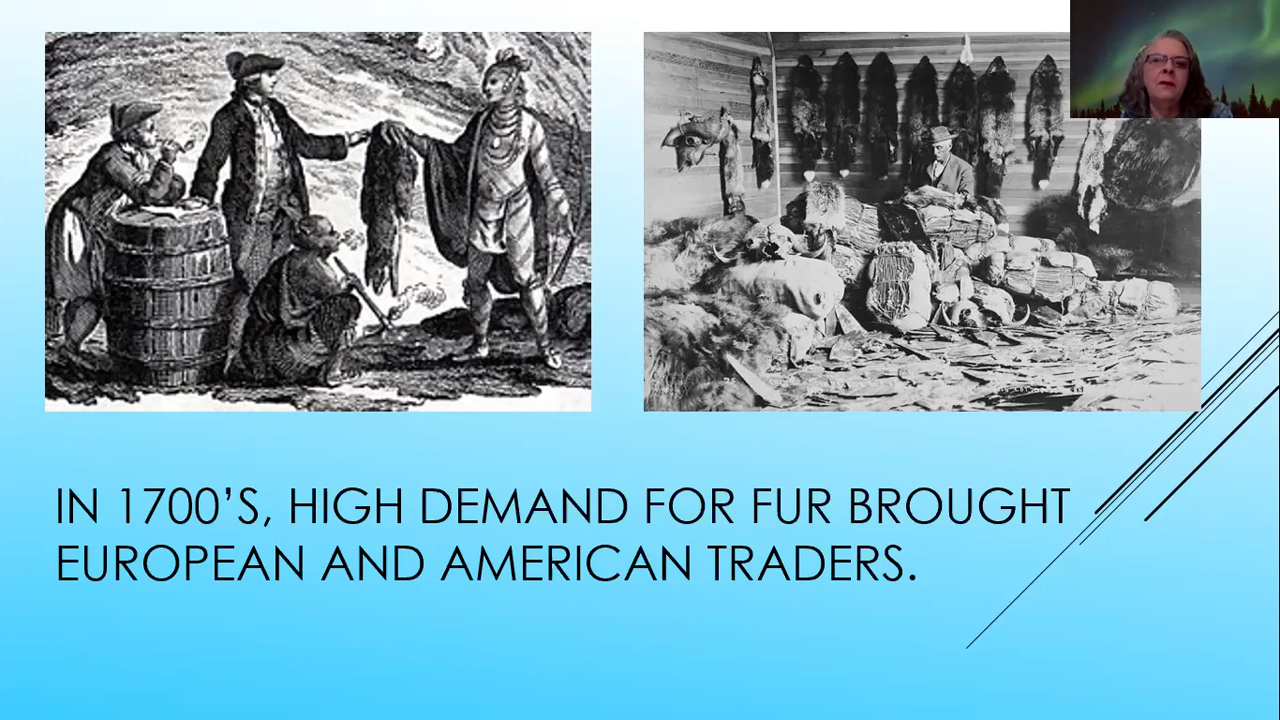 IN 1700’S, HIGH DEMAND FOR FUR BROUGHT
EUROPEAN AND AMERICAN TRADERS.